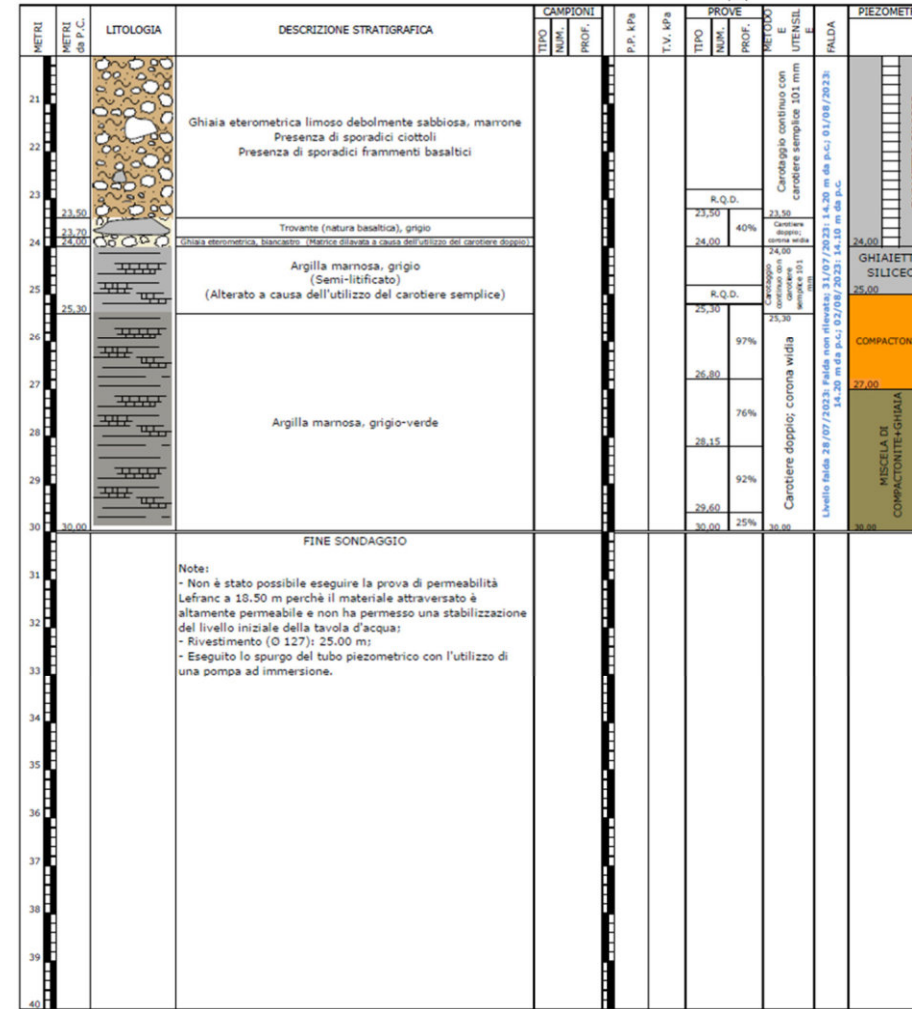 METRI
METRI da P.C.
LITOLOGIA
DESCRIZIONE STRATIGRAFICA
CAMPIONI
TIPO
NUM.
PROF.
P.P. kPa
T.V. kPa
PROVE
TIPO
NUM.
PROF.
METODO E UTENSIL E
FALDA
PIEZOMETR
21
22
23
24
25
26
27
28
29
30
31
32
33
34
35
36
37
38
39
40
23,50
23,70
24,00
25,30
30,00
Ghiaia eterometrica limoso debolmente sabbiosa, marrone
Presenza di sporadici ciottoli
Presenza di sporadici frammenti basaltici
Trovante (natura basaltica), grigio
Ghiaia eterometrica, biancastro (Matrice dilavata a causa dell'utilizzo del carotiere doppio)
Argilla marnosa, grigio
(Semi-litificato)
(Alterato a causa dell'utilizzo del carotiere semplice)
Argilla marnosa, grigio-verde
FINE SONDAGGIO
Note:
- Non è stato possibile eseguire la prova di permeabilità
Lefranc a 18.50 m perchè il materiale attraversato è
altamente permeabile e non ha permesso una stabilizzazione
del livello iniziale della tavola d'acqua;
- Rivestimento (Ø 127): 25.00 m;
- Eseguito lo spurgo del tubo piezometrico con l'utilizzo di
una pompa ad immersione.
R.Q.D.
23,50
40%
24,00
R.Q.D.
25,30
97%
26,80
76%
28,15
92%
29,60
25%
30,00
Carotaggio continuo con
carotiere semplice 101 mm
23,50
Carotiere
doppio;
corona widia
24,00
Carotaggio
continuo con
carotiere
semplice 101
mm
25,30
Carotiere doppio; corona widia
30,00
Livello falda 28/07/2023: Falda non rilevata; 31/07/2023: 14.20 m da p.c.; 01/08/2023:
14.20 m da p.c.; 02/08/2023: 14.10 m da p.c.
24,00
GHIAIETT
SILICEO
25,00
COMPACTON
27,00
MISCELA DI
COMPACTONITE+GHIAIA
30,00